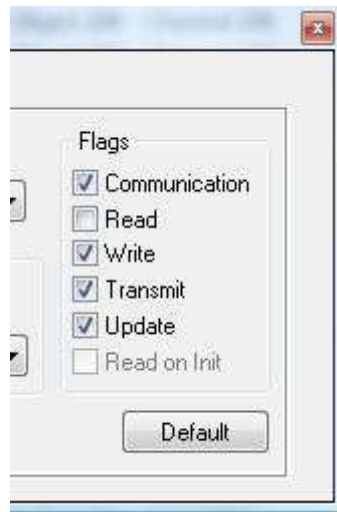 Flags
Communication
Read
Write
Transmit
Update
Read on Init
Default